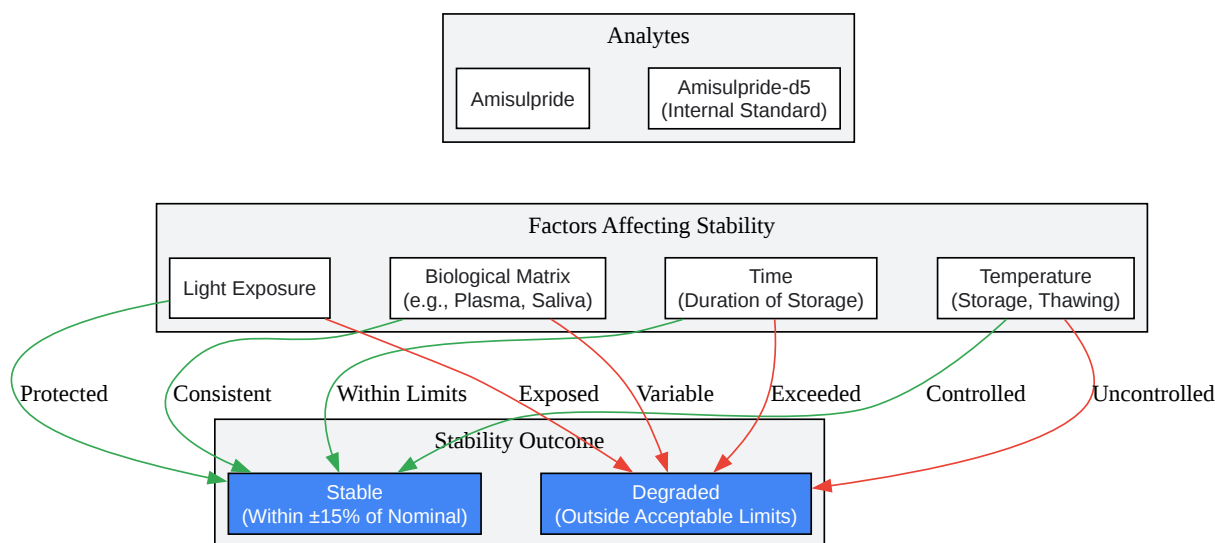 Analytes
Amisulpride
Amisulpride-d5
(Internal Standard)
Factors Affecting Stability
Light Exposure
Biological Matrix
(e.g., Plasma, Saliva)
Time
(Duration of Storage)
Temperature
(Storage, Thawing)
Protected
Consistent
Within Limits
Exposed
Variable
Exceeded
Controlled
Uncontrolled
Stability Outcome
Stable
(Within ±15% of Nominal)
Degraded
(Outside Acceptable Limits)